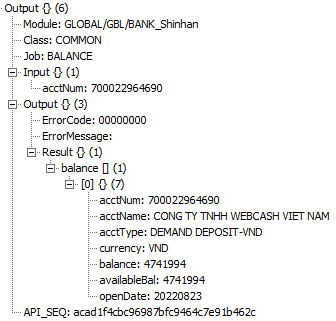 Output {} (6)
Module: GLOBAL/GBL/BANK_Shinhan
Class: COMMON
Job: BALANCE
Input {} (1)
acctNum: 700022964690
Output {} (3)
ErrorCode: 00000000
ErrorMessage:
Result {} (1)
balance [] (1)
[0] {} (7)
acctNum: 700022964690
acctName: CONG TY TNHH WEBCASH VIET NAM
acctType: DEMAND DEPOSIT-VND
currency: VND
balance: 4741994
availableBal: 4741994
openDate: 20220823
API_SEQ: acad1f4cbc96987bfc9464c7e91b462c